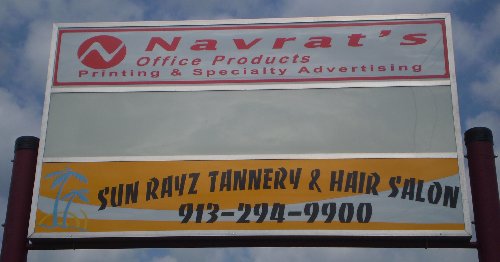 N Navrat's
Office Products
Printing & Specialty Advertising
SUN RAYZ TANNERY & HAIR SALON
913-294-9900